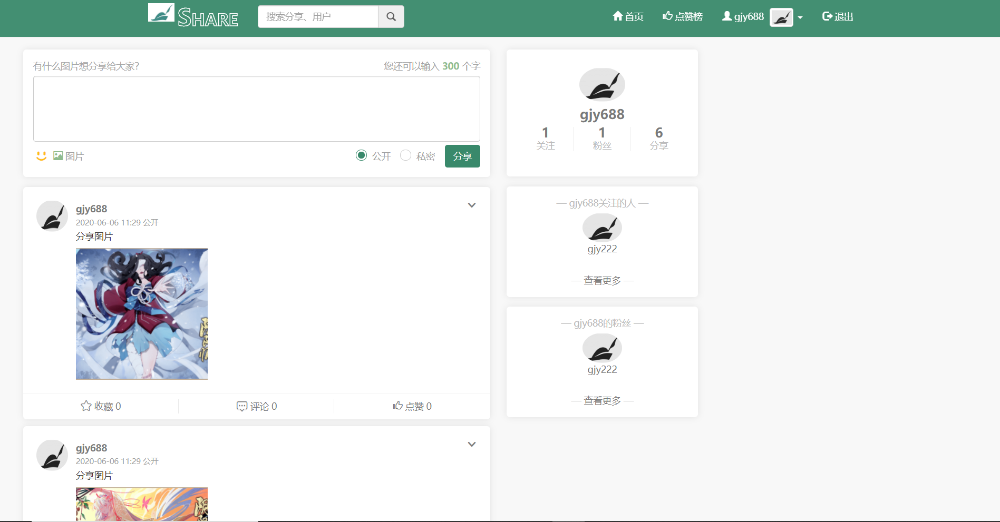 SHARE
搜索分享、用户
首页
点赞榜
gjy688
退出
有什么图片想分享给大家?
您还可以输入 300 个字
图片
公开
私密
分享
gjy688
2020-06-06 11:29 公开
分享图片
收藏 0
评论 0
点赞 0
gjy688
2020-06-06 11:29 公开
分享图片
gjy688
1
关注
1
粉丝
6
分享
— gjy688关注的人 —
gjy222
— 查看更多 —
— gjy688的粉丝 —
gjy222
— 查看更多 —